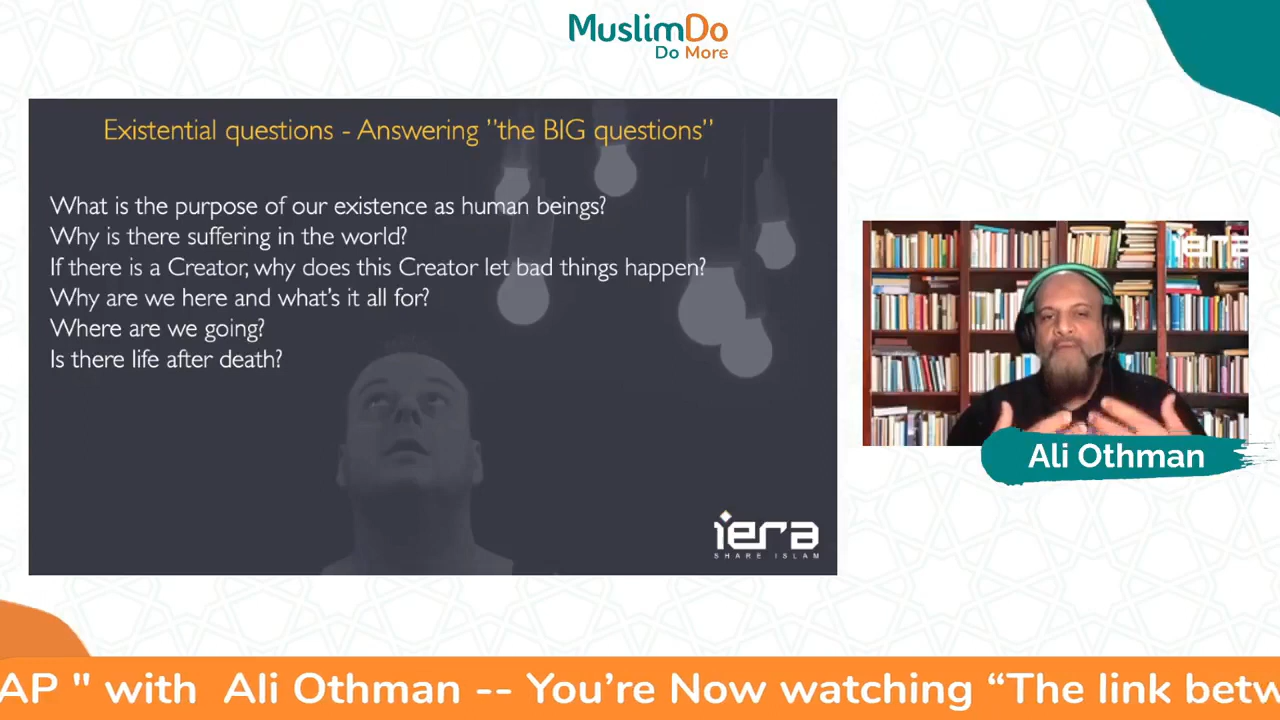 MuslimDo
Do More
Existential questions - Answering ”the BIG questions”
What is the purpose of our existence as human beings?
Why is there suffering in the world?
If there is a Creator, why does this Creator let bad things happen?
Why are we here and what's it all for?
Where are we going?
Is there life after death?
iera
SHARE ISLAM
Ali Othman
AP " with Ali Othman -- You’re Now watching “The link betw